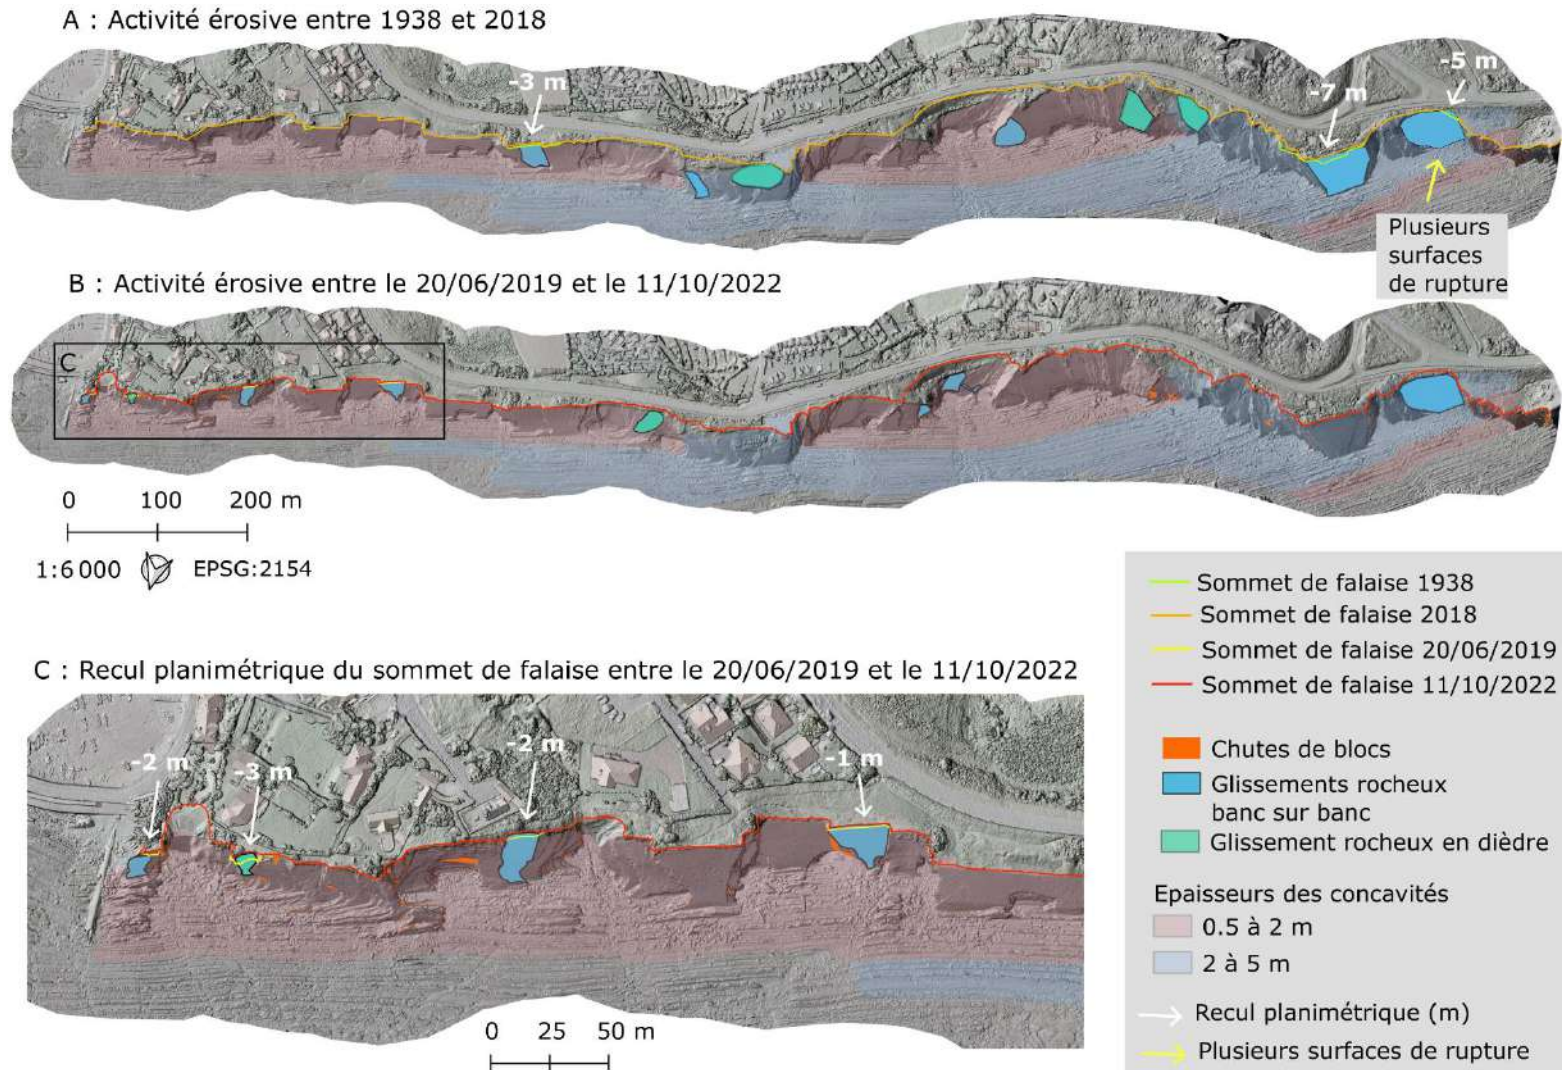 A : Activité érosive entre 1938 et 2018
-3 m
-7 m
-5 m
Plusieurs
surfaces
de rupture
B : Activité érosive entre le 20/06/2019 et le 11/10/2022
C
0 100 200 m
1:6 000 EPSG:2154
C : Recul planimétrique du sommet de falaise entre le 20/06/2019 et le 11/10/2022
-2 m
-3 m
-2 m
-1 m
0 25 50 m
Sommet de falaise 1938
Sommet de falaise 2018
Sommet de falaise 20/06/2019
Sommet de falaise 11/10/2022
Chutes de blocs
Glissements rocheux
banc sur banc
Glissement rocheux en dièdre
Epaisseurs des concavités
0.5 à 2 m
2 à 5 m
Recul planimétrique (m)
Plusieurs surfaces de rupture